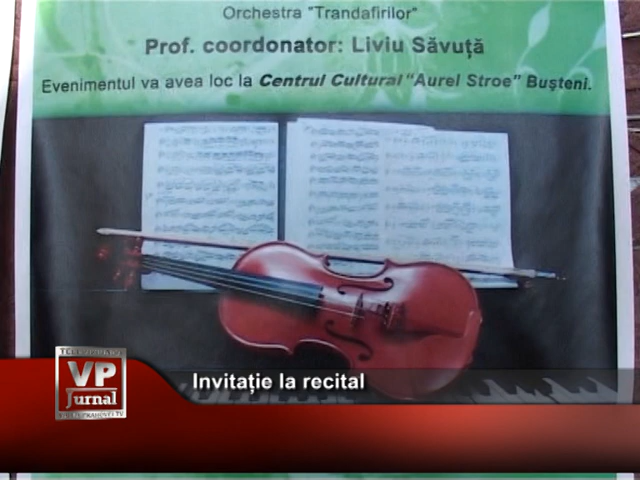 Orchestra "Trandafirilor"
Prof. coordonator: Liviu Săvuță
Evenimentul va avea loc la Centrul Cultural "Aurel Stroe" Bușteni.
Invitație la recital
VP
Jurnal